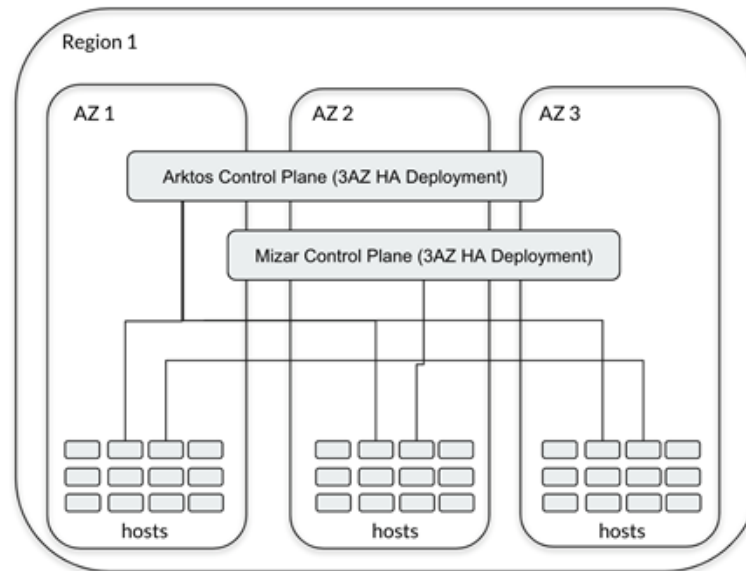 Region 1
AZ 1
AZ 2
AZ 3
Arktos Control Plane (3AZ HA Deployment)
Mizar Control Plane (3AZ HA Deployment)
hosts
hosts
hosts